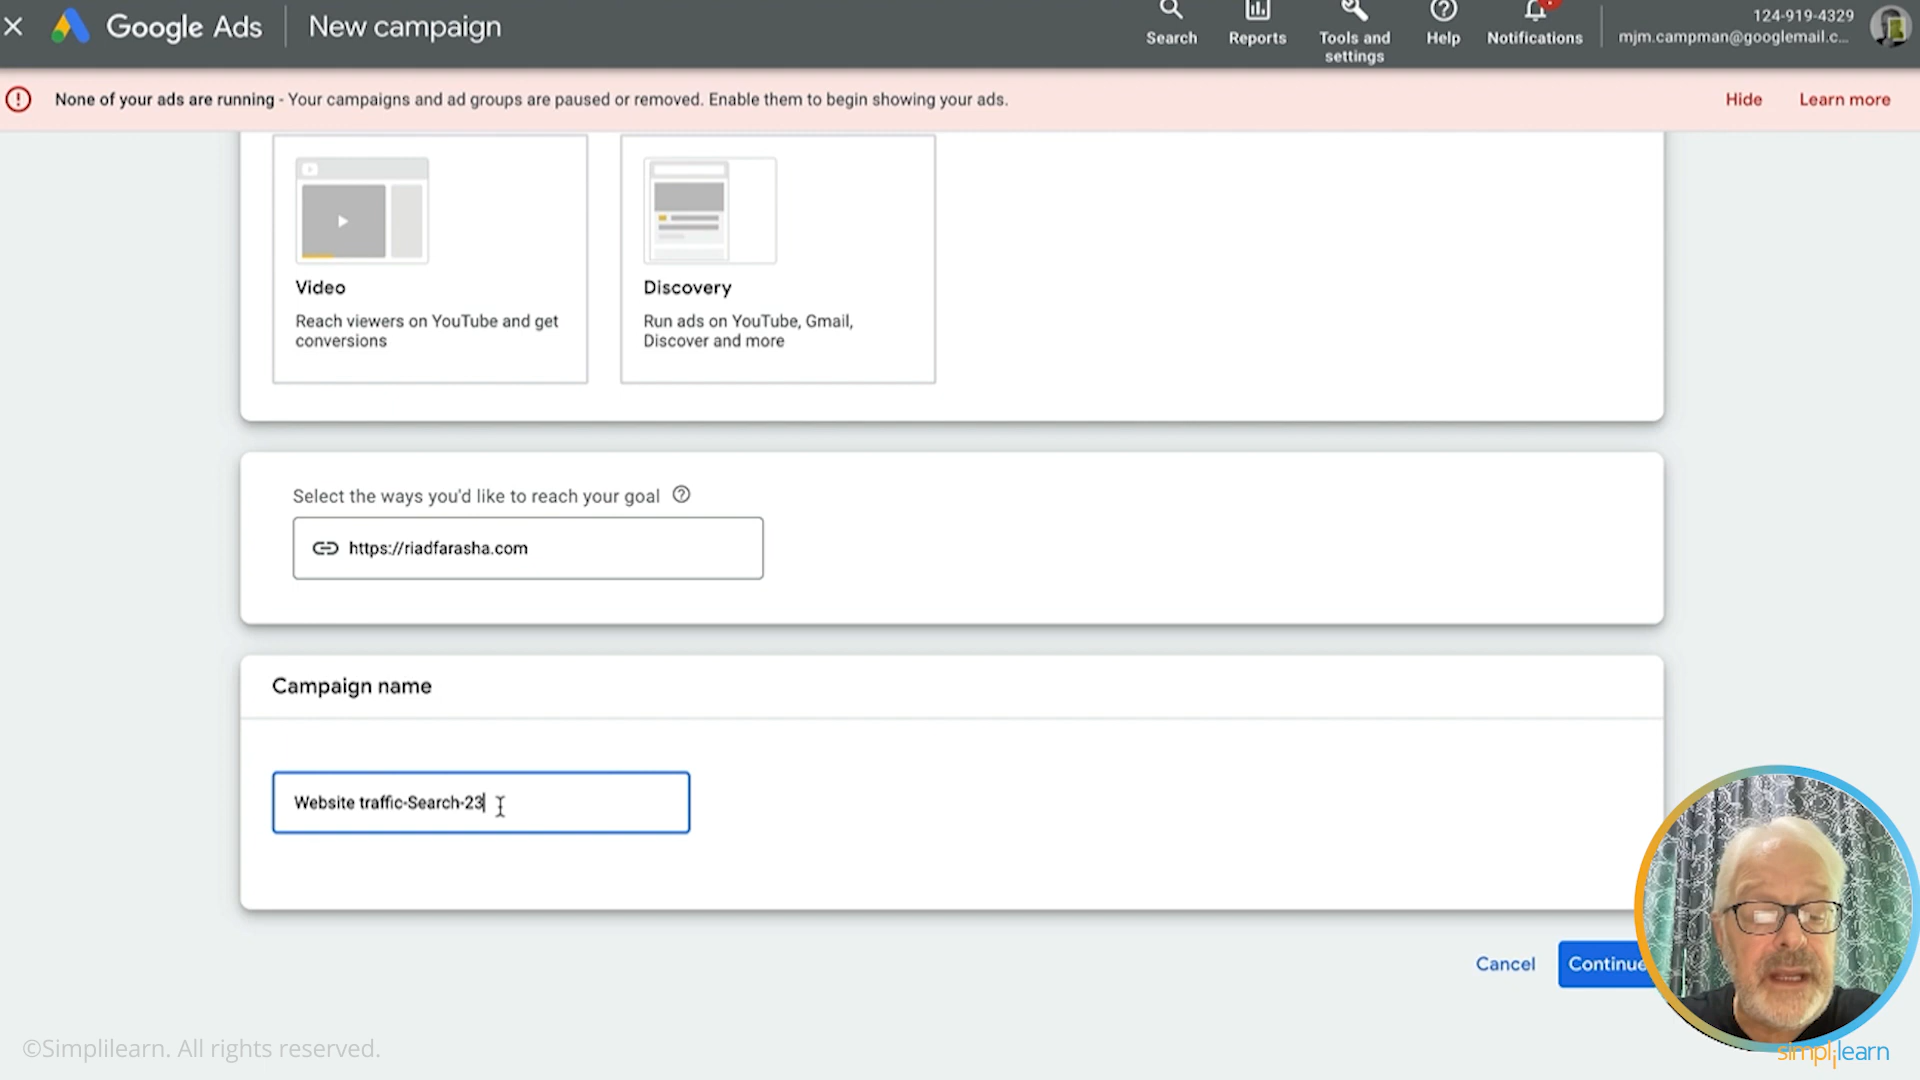 Google Ads
New campaign
Search
Reports
Tools and
settings
Help
Notifications
124-919-4329
mjm.campman@googlemail.c...
None of your ads are running - Your campaigns and ad groups are paused or removed. Enable them to begin showing your ads.
Hide
Learn more
Video
Reach viewers on YouTube and get
conversions
Discovery
Run ads on YouTube, Gmail,
Discover and more
Select the ways you'd like to reach your goal
https://riadfarasha.com
Campaign name
Website traffic-Search-23
Cancel
Continue
©Simplilearn. All rights reserved.
simplilearn